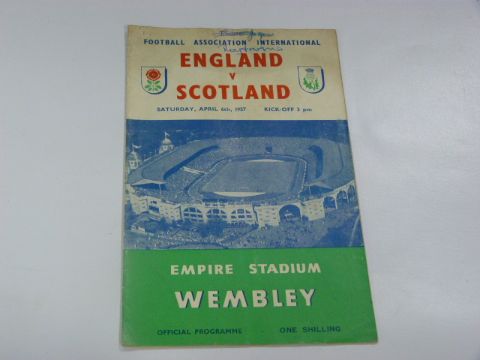 FOOTBALL ASSOCIATION INTERNATIONAL
ENGLAND
V
SCOTLAND
SATURDAY, APRIL 6th, 1957 KICK-OFF 3 pm
EMPIRE STADIUM
WEMBLEY
OFFICIAL PROGRAMME ONE SHILLING